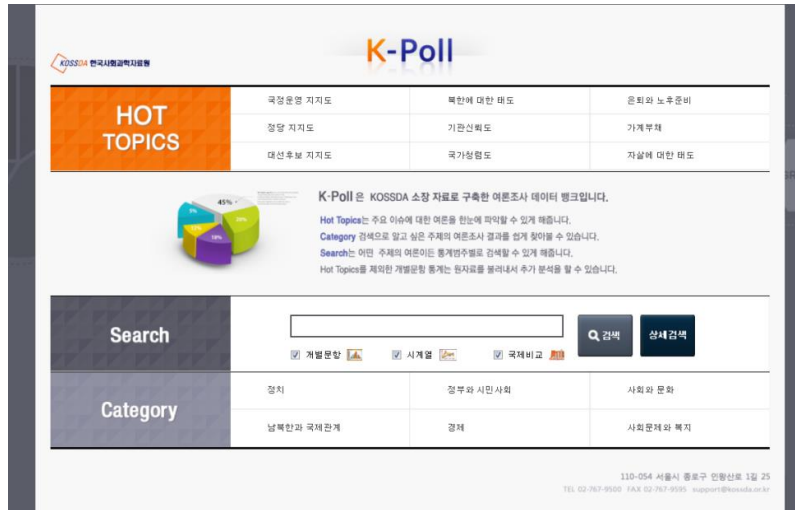 KOSSDA 한국사회과학자료원
K-Poll
HOT
TOPICS
국정운영 지지도 북한에 대한 태도 은퇴와 노후준비
정당 지지도 기관신뢰도 가계부채
대선후보 지지도 국가청렴도 자살에 대한 태도
45%
K-Poll 은 KOSSDA 소장 자료로 구축한 여론조사 데이터 뱅크입니다.
Hot Topics는 주요 이슈에 대한 여론을 한눈에 파악할 수 있게 해줍니다.
Category 검색으로 알고 싶은 주제의 여론조사 결과를 쉽게 찾아볼 수 있습니다.
Search는 어떤 주제의 여론이든 통계범주별로 검색할 수 있게 해줍니다.
Hot Topics를 제외한 개별문항 통계는 원자료를 불러내서 추가 분석을 할 수 있습니다.
Search
검색 상세검색
개별문항 시계열 국제비교
Category
정치 정부와 시민사회 사회와 문화
남북한과 국제관계 경제 사회문제와 복지
110-054 서울시 종로구 인왕산로 1길 25
TEL 02-767-9500 FAX 02-767-9595 support@kossda.or.kr